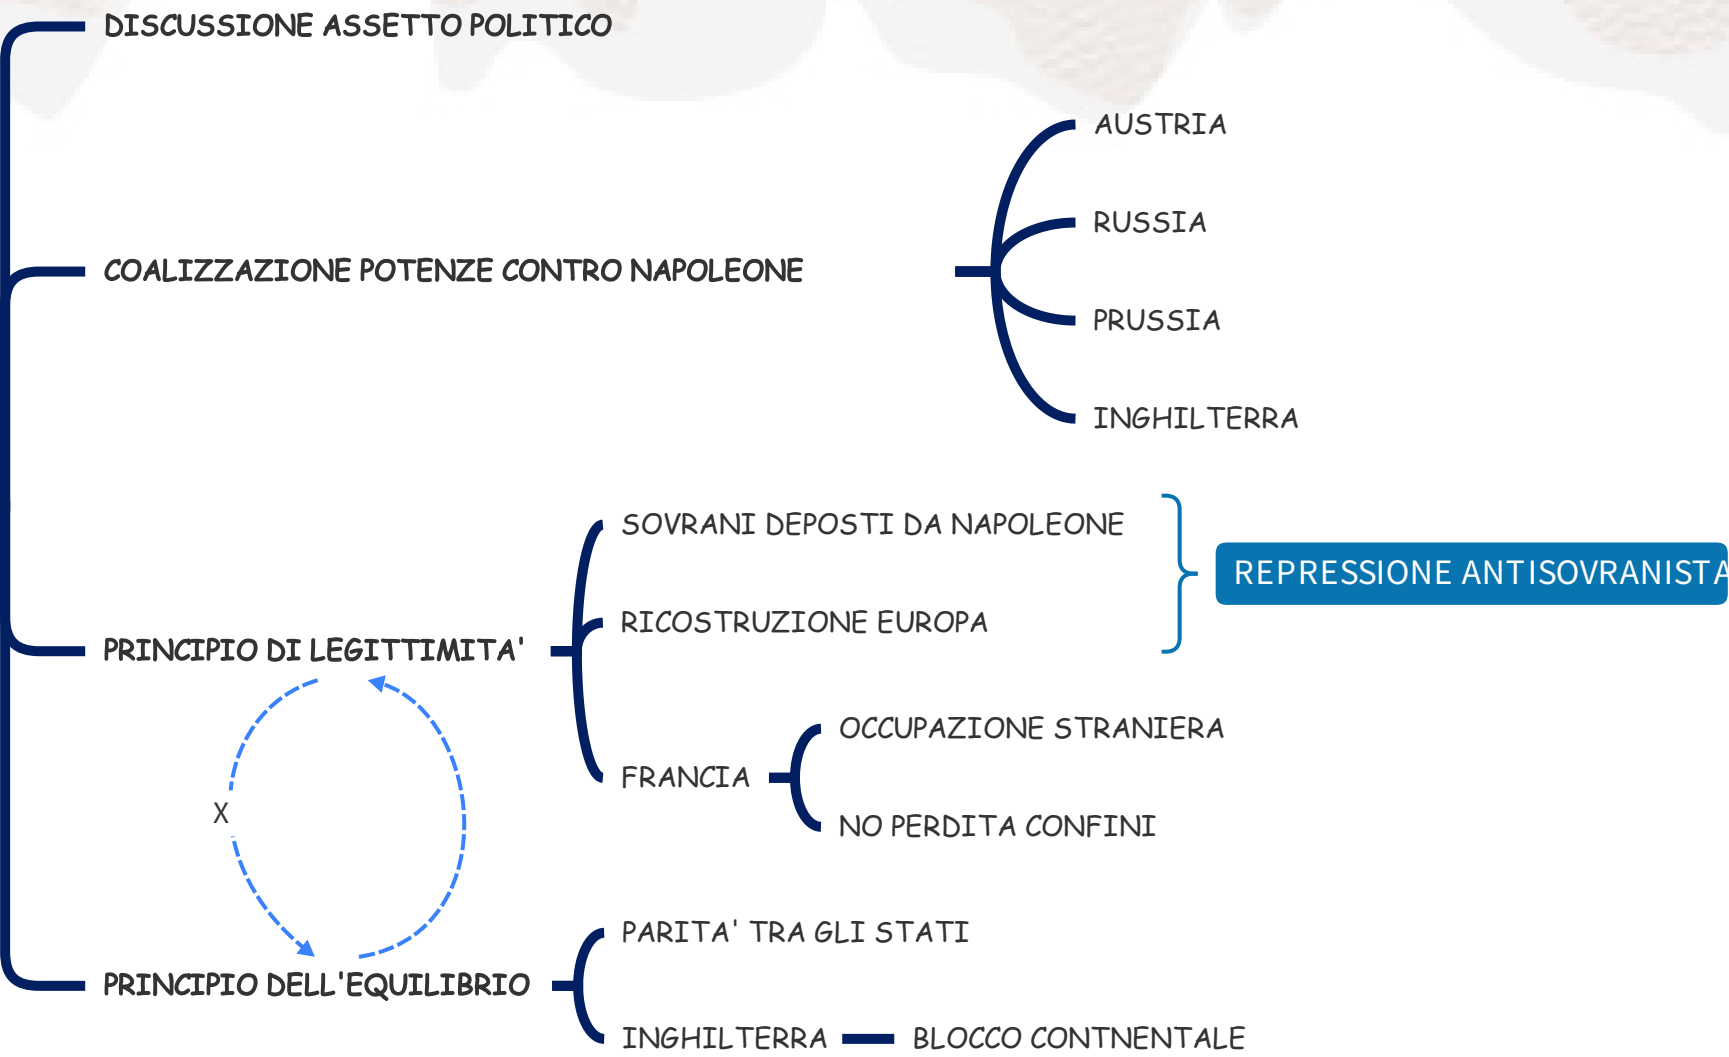 DISCUSSIONE ASSETTO POLITICO
COALIZZAZIONE POTENZE CONTRO NAPOLEONE
AUSTRIA
RUSSIA
PRUSSIA
INGHILTERRA
PRINCIPIO DI LEGITTIMITA'
SOVRANI DEPOSTI DA NAPOLEONE
RICOSTRUZIONE EUROPA
REPRESSIONE ANTISOVRANISTA
FRANCIA
OCCUPAZIONE STRANIERA
NO PERDITA CONFINI
X
PRINCIPIO DELL'EQUILIBRIO
PARITA' TRA GLI STATI
INGHILTERRA
BLOCCO CONTNENTALE